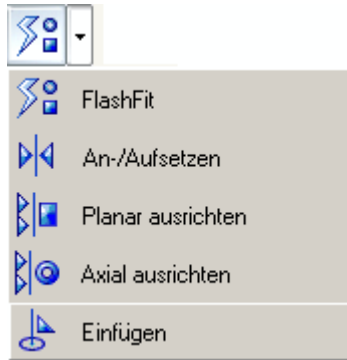 FlashFit
An-/Aufsetzen
Planar ausrichten
Axial ausrichten
Einfügen